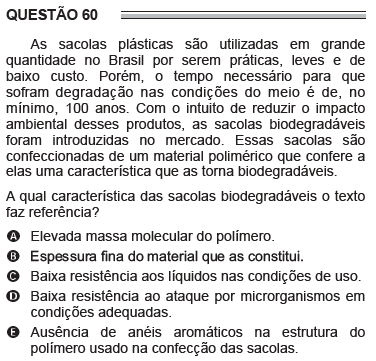 QUESTÃO 60
As sacolas plásticas são utilizadas em grande
quantidade no Brasil por serem práticas, leves e de
baixo custo. Porém, o tempo necessário para que
sofram degradação nas condições do meio é de, no
mínimo, 100 anos. Com o intuito de reduzir o impacto
ambiental desses produtos, as sacolas biodegradáveis
foram introduzidas no mercado. Essas sacolas são
confeccionadas de um material polimérico que confere a
elas uma característica que as torna biodegradáveis.
A qual característica das sacolas biodegradáveis o texto
faz referência?
A Elevada massa molecular do polímero.
B Espessura fina do material que as constitui.
C Baixa resistência aos líquidos nas condições de uso.
D Baixa resistência ao ataque por microrganismos em
condições adequadas.
E Ausência de anéis aromáticos na estrutura do
polímero usado na confecção das sacolas.